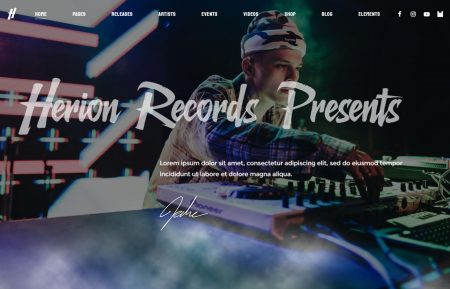 H HOME PAGES RELEASES ARTISTS EVENTS VIDEOS SHOP BLOG ELEMENTS
Herion Records Presents
Lorem ipsum dolor sit amet, consectetur adipiscing elit, sed do eiusmod tempor
incididunt ut labore et dolore magna aliqua.